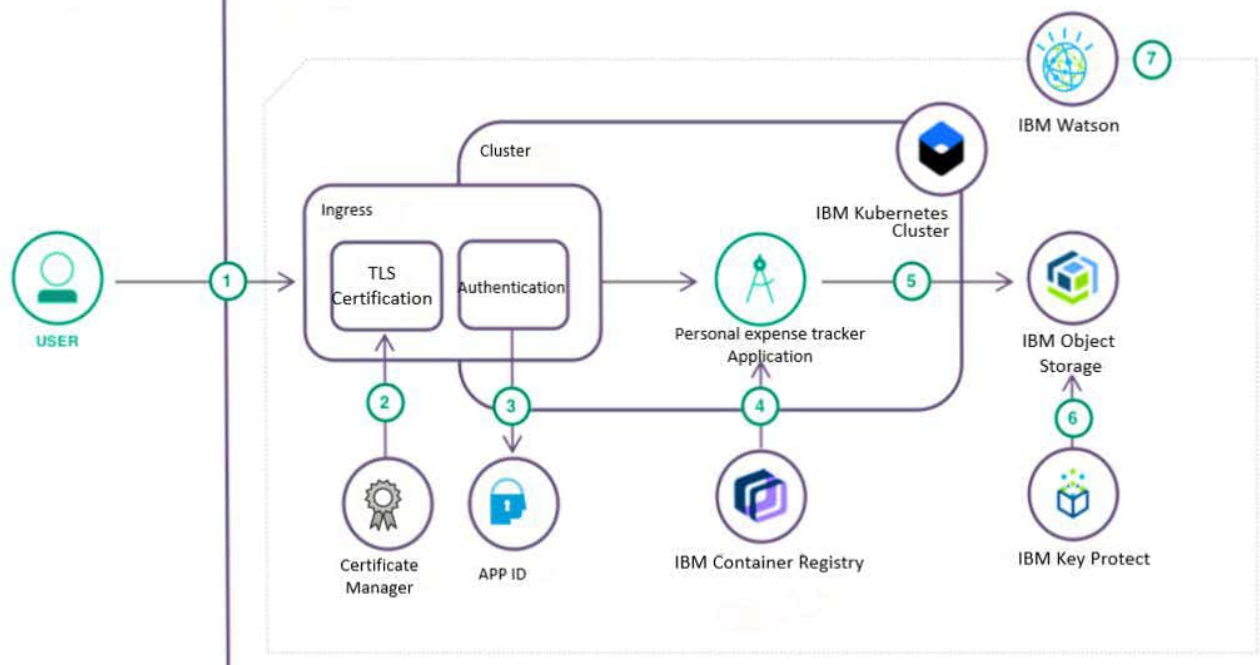 7
IBM Watson
Cluster
IBM Kubernetes
Cluster
Ingress
TLS
Certification
Authentication
1
5
USER
Personal expense tracker
Application
IBM Object
Storage
2
3
4
6
Certificate
Manager
APP ID
IBM Container Registry
IBM Key Protect